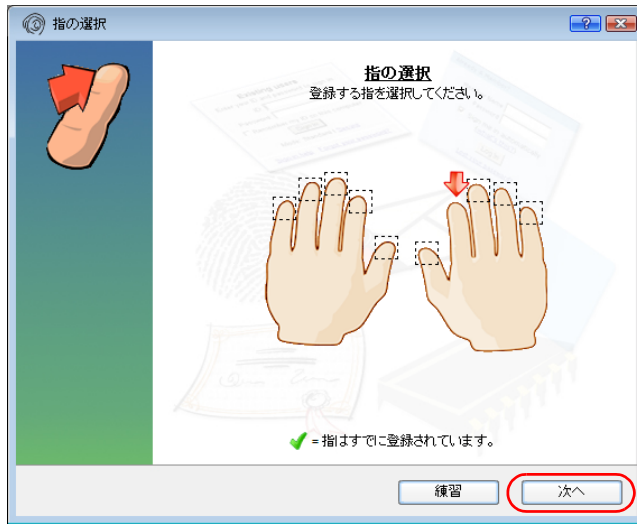 指の選択
指の選択
登録する指を選択してください。
=指はすでに登録されています。
練習
次へ